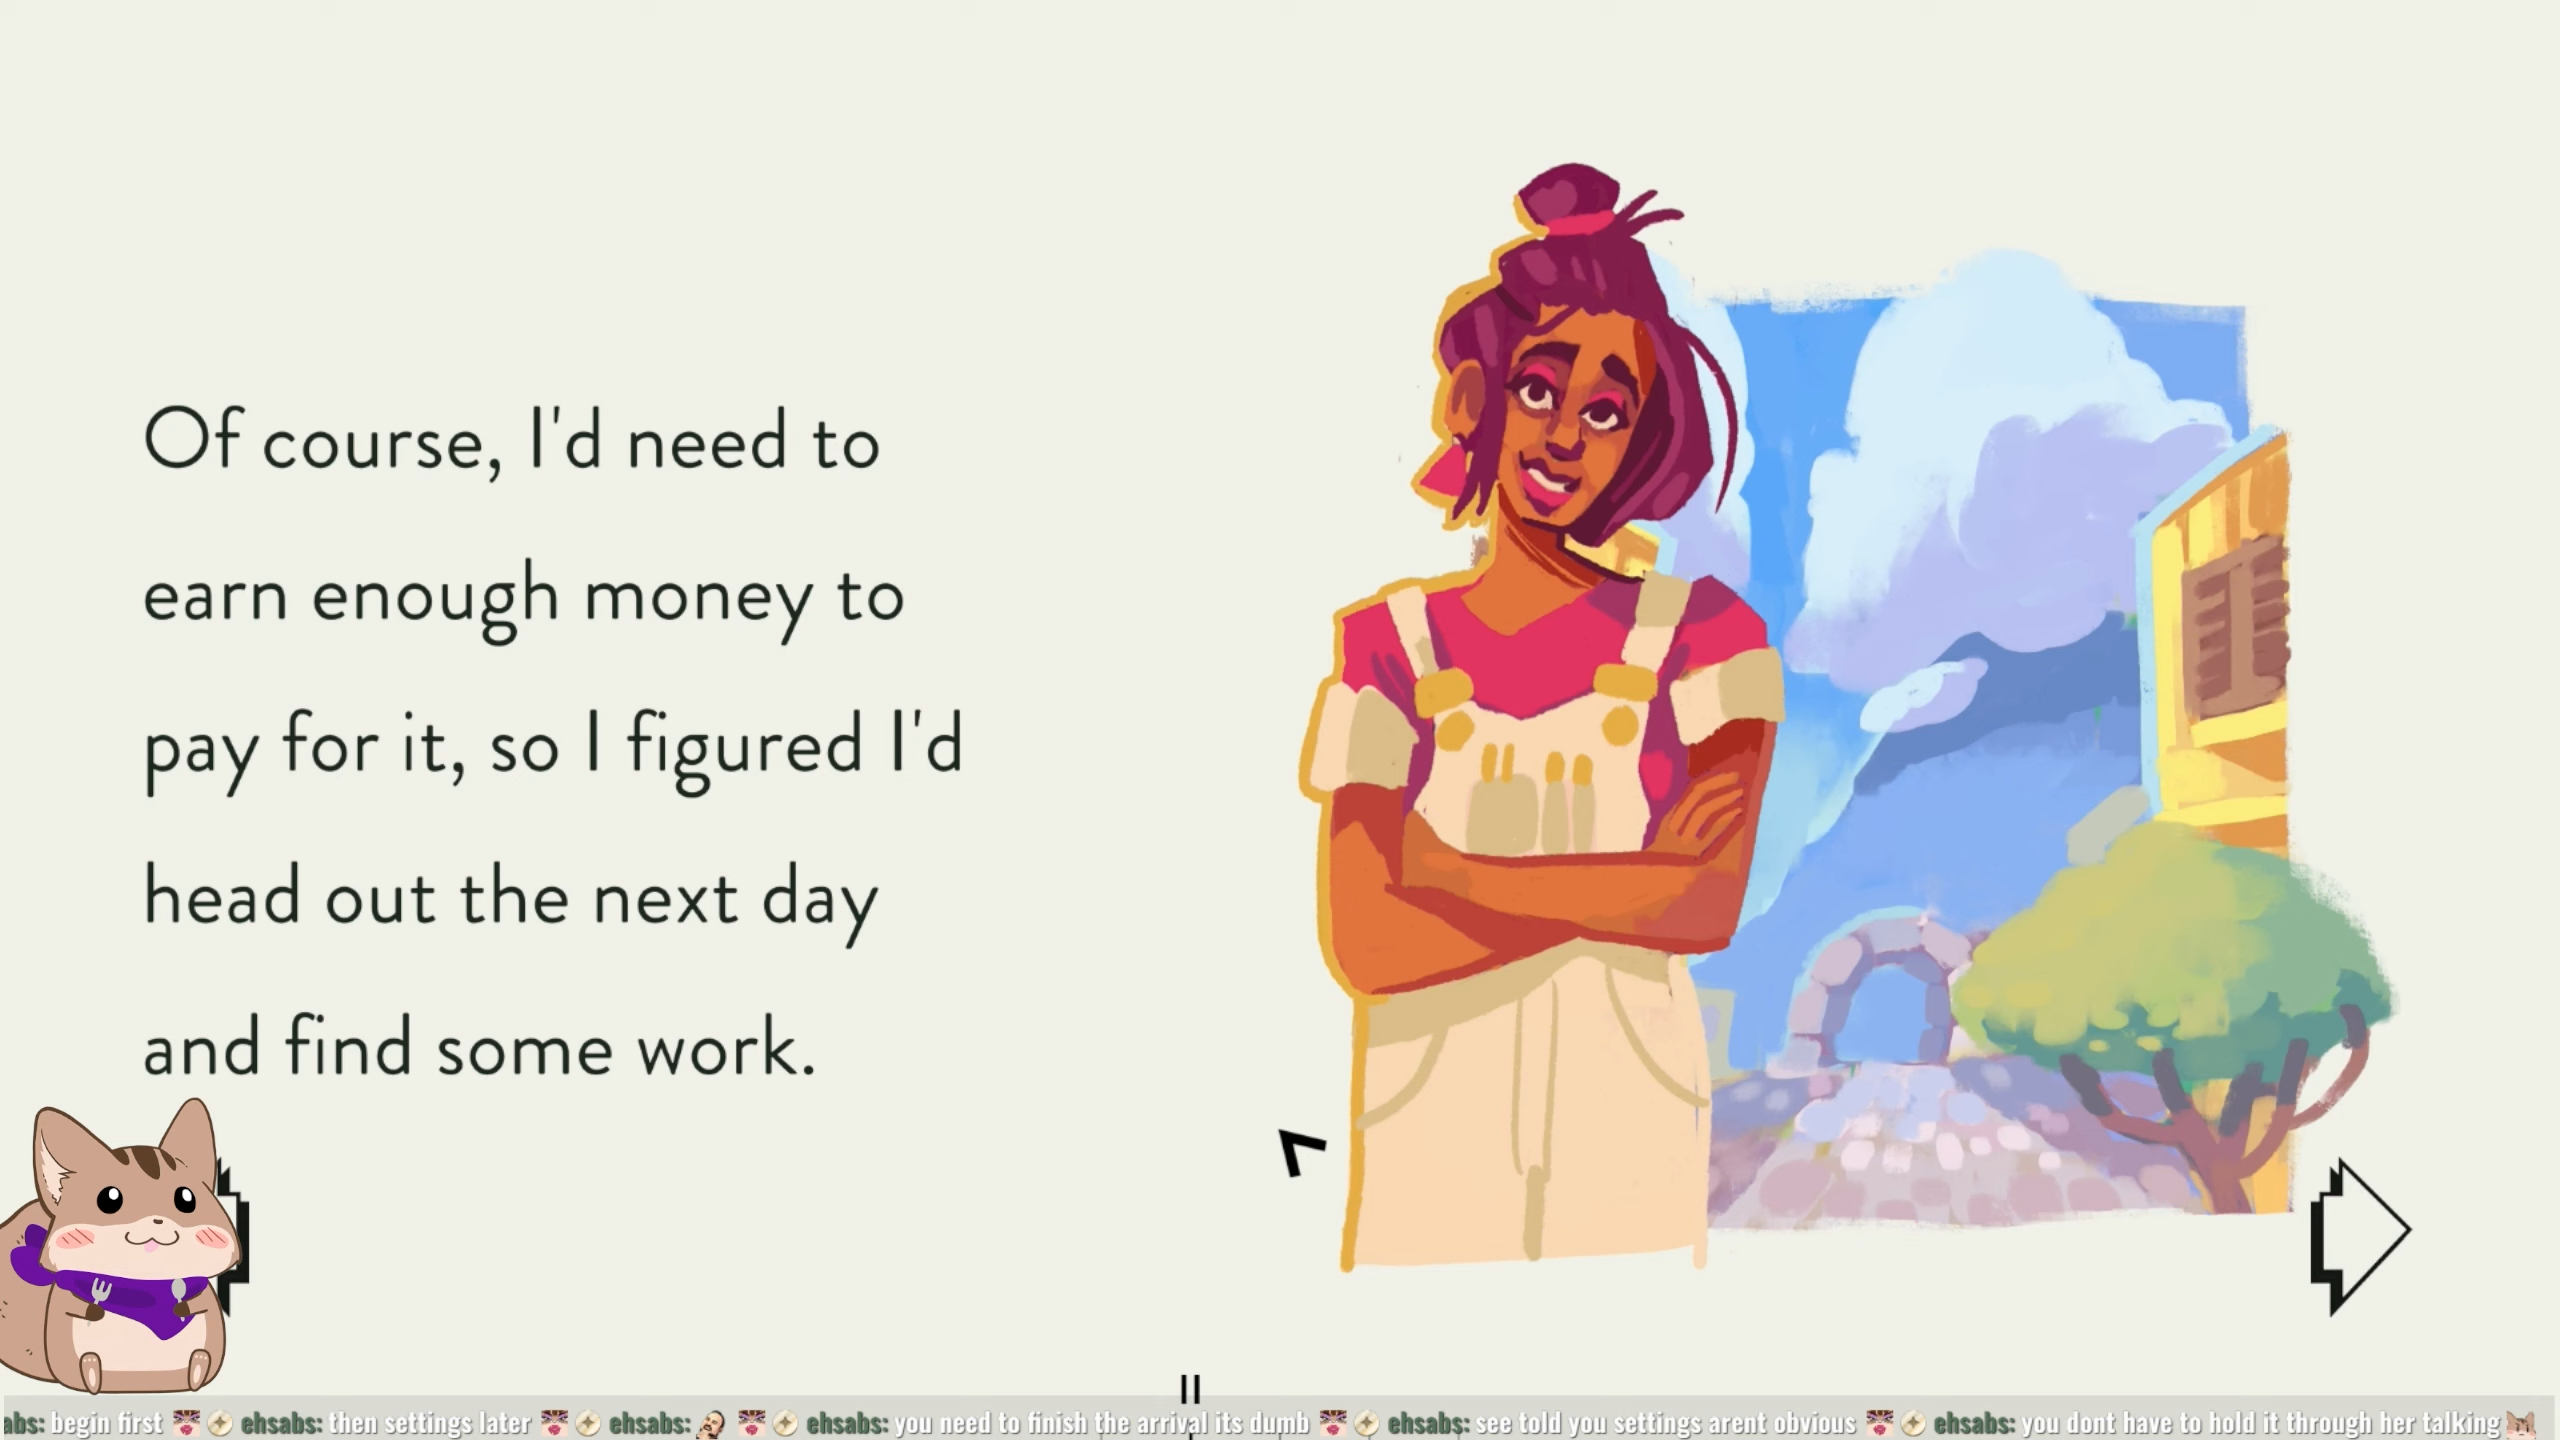 Of course, I'd need to
earn enough money to
pay for it, so I figured I'd
head out the next day
and find some work.
abs: begin first ehsabs: then settings later ehsabs: ehsabs: you need to finish the arrival its dumb ehsabs: see told you settings arent obvious ehsabs: you dont have to hold it through her talking